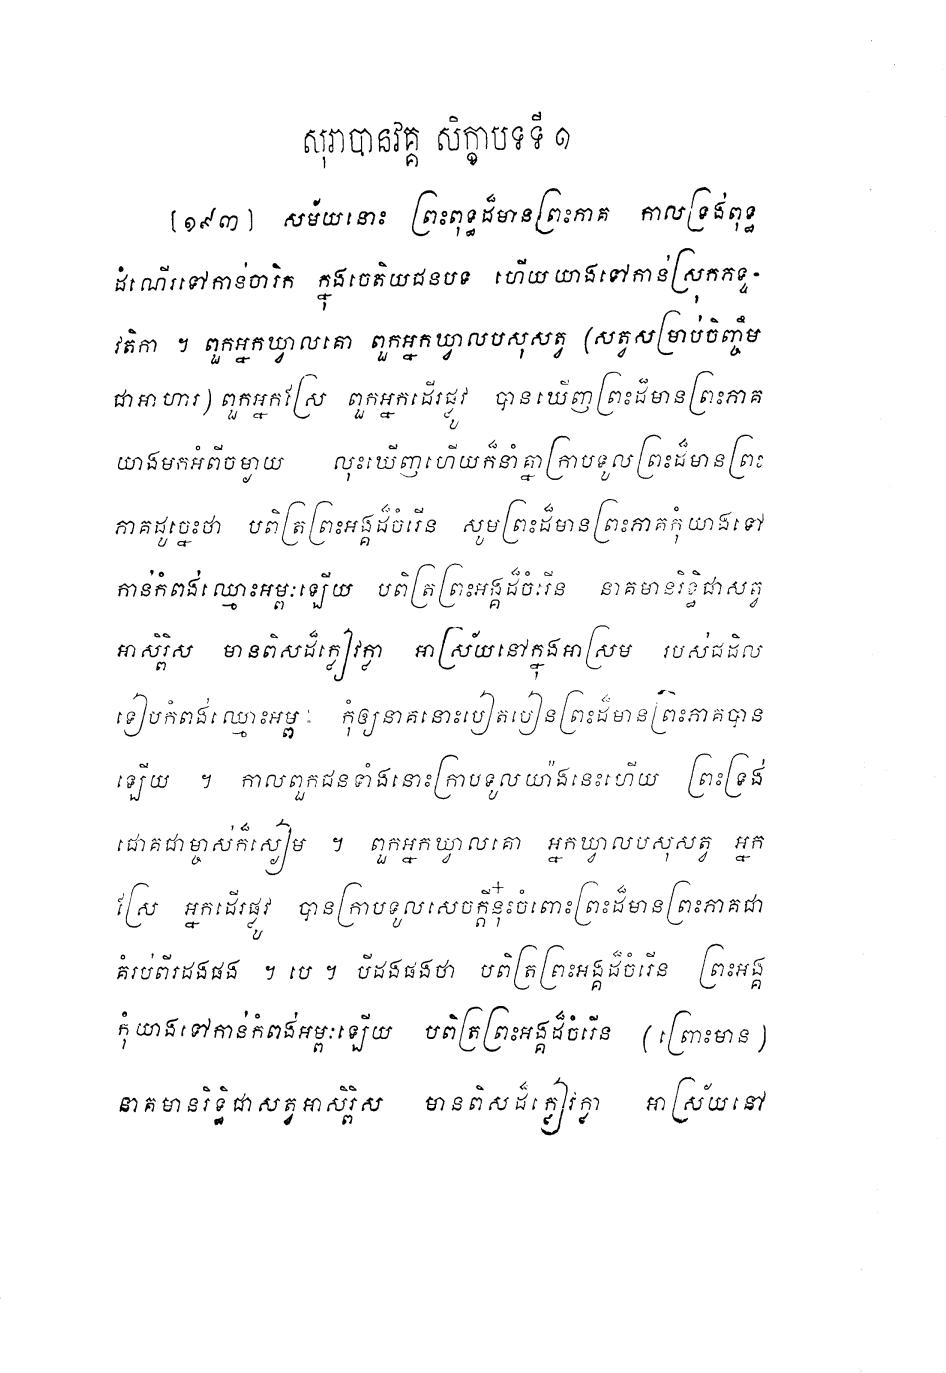 សុរាបានវគ្គ សិក្ខាបទទី ១
[១៩៣] សម័យនោះ ព្រះពុទ្ធដ៏មានព្រះភាគ កាលទ្រង់ពុទ្ធ
ដំណើរទៅកាន់ចារិក ក្នុងចេតិយជនបទ ហើយយាងទៅកាន់ស្រុកភទ្ទ-
វតិកា ។ ពួកអ្នកឃ្វាលគោ ពួកអ្នកឃ្វាលបសុសត្វ (សត្វសម្រាប់ចិញ្ចឹម
ជាអាហារ) ពួកអ្នកស្រែ ពួកអ្នកដើរផ្លូវ បានឃើញព្រះដ៏មានព្រះភាគ
យាងមកអំពីចម្ងាយ លុះឃើញហើយក៏នាំគ្នាក្រាបទូលព្រះដ៏មានព្រះ
ភាគដូច្នេះថា បពិត្រព្រះអង្គដ៏ចំរើន សូមព្រះដ៏មានព្រះភាគកុំយាងទៅ
កាន់កំពង់ឈ្មោះអម្ពៈឡើយ បពិត្រព្រះអង្គដ៏ចំរើន នាគមានរិទ្ធិជាសត្វ
អាសិរ្ពិស មានពិសដ៏ក្លៀវក្លា អាស្រ័យនៅក្នុងអាស្រម របស់ជដិល
ទៀបកំពង់ឈ្មោះអម្ពៈ កុំឲ្យនាគនោះបៀតបៀនព្រះដ៏មានព្រះភាគបាន
ឡើយ ។ កាលពួកជនទាំងនោះក្រាបទូលយ៉ាងនេះហើយ ព្រះទ្រង់
ជោគជាម្ចាស់ក៏ស្ងៀម ។ ពួកអ្នកឃ្វាលគោ អ្នកឃ្វាលបសុសត្វ អ្នក
ស្រែ អ្នកដើរផ្លូវ បានក្រាបទូលសេចក្តីនុ៎ះចំពោះព្រះដ៏មានព្រះភាគជា
គំរប់ពីរដងផង ។ បេ ។ បីដងផងថា បពិត្រព្រះអង្គដ៏ចំរើន ព្រះអង្គ
កុំយាងទៅកាន់កំពង់អម្ពៈឡើយ បពិត្រព្រះអង្គដ៏ចំរើន (ព្រោះមាន)
នាគមានរិទ្ធិជាសត្វអាសិរ្ពិស មានពិសដ៏ក្លៀវក្លា អាស្រ័យនៅ